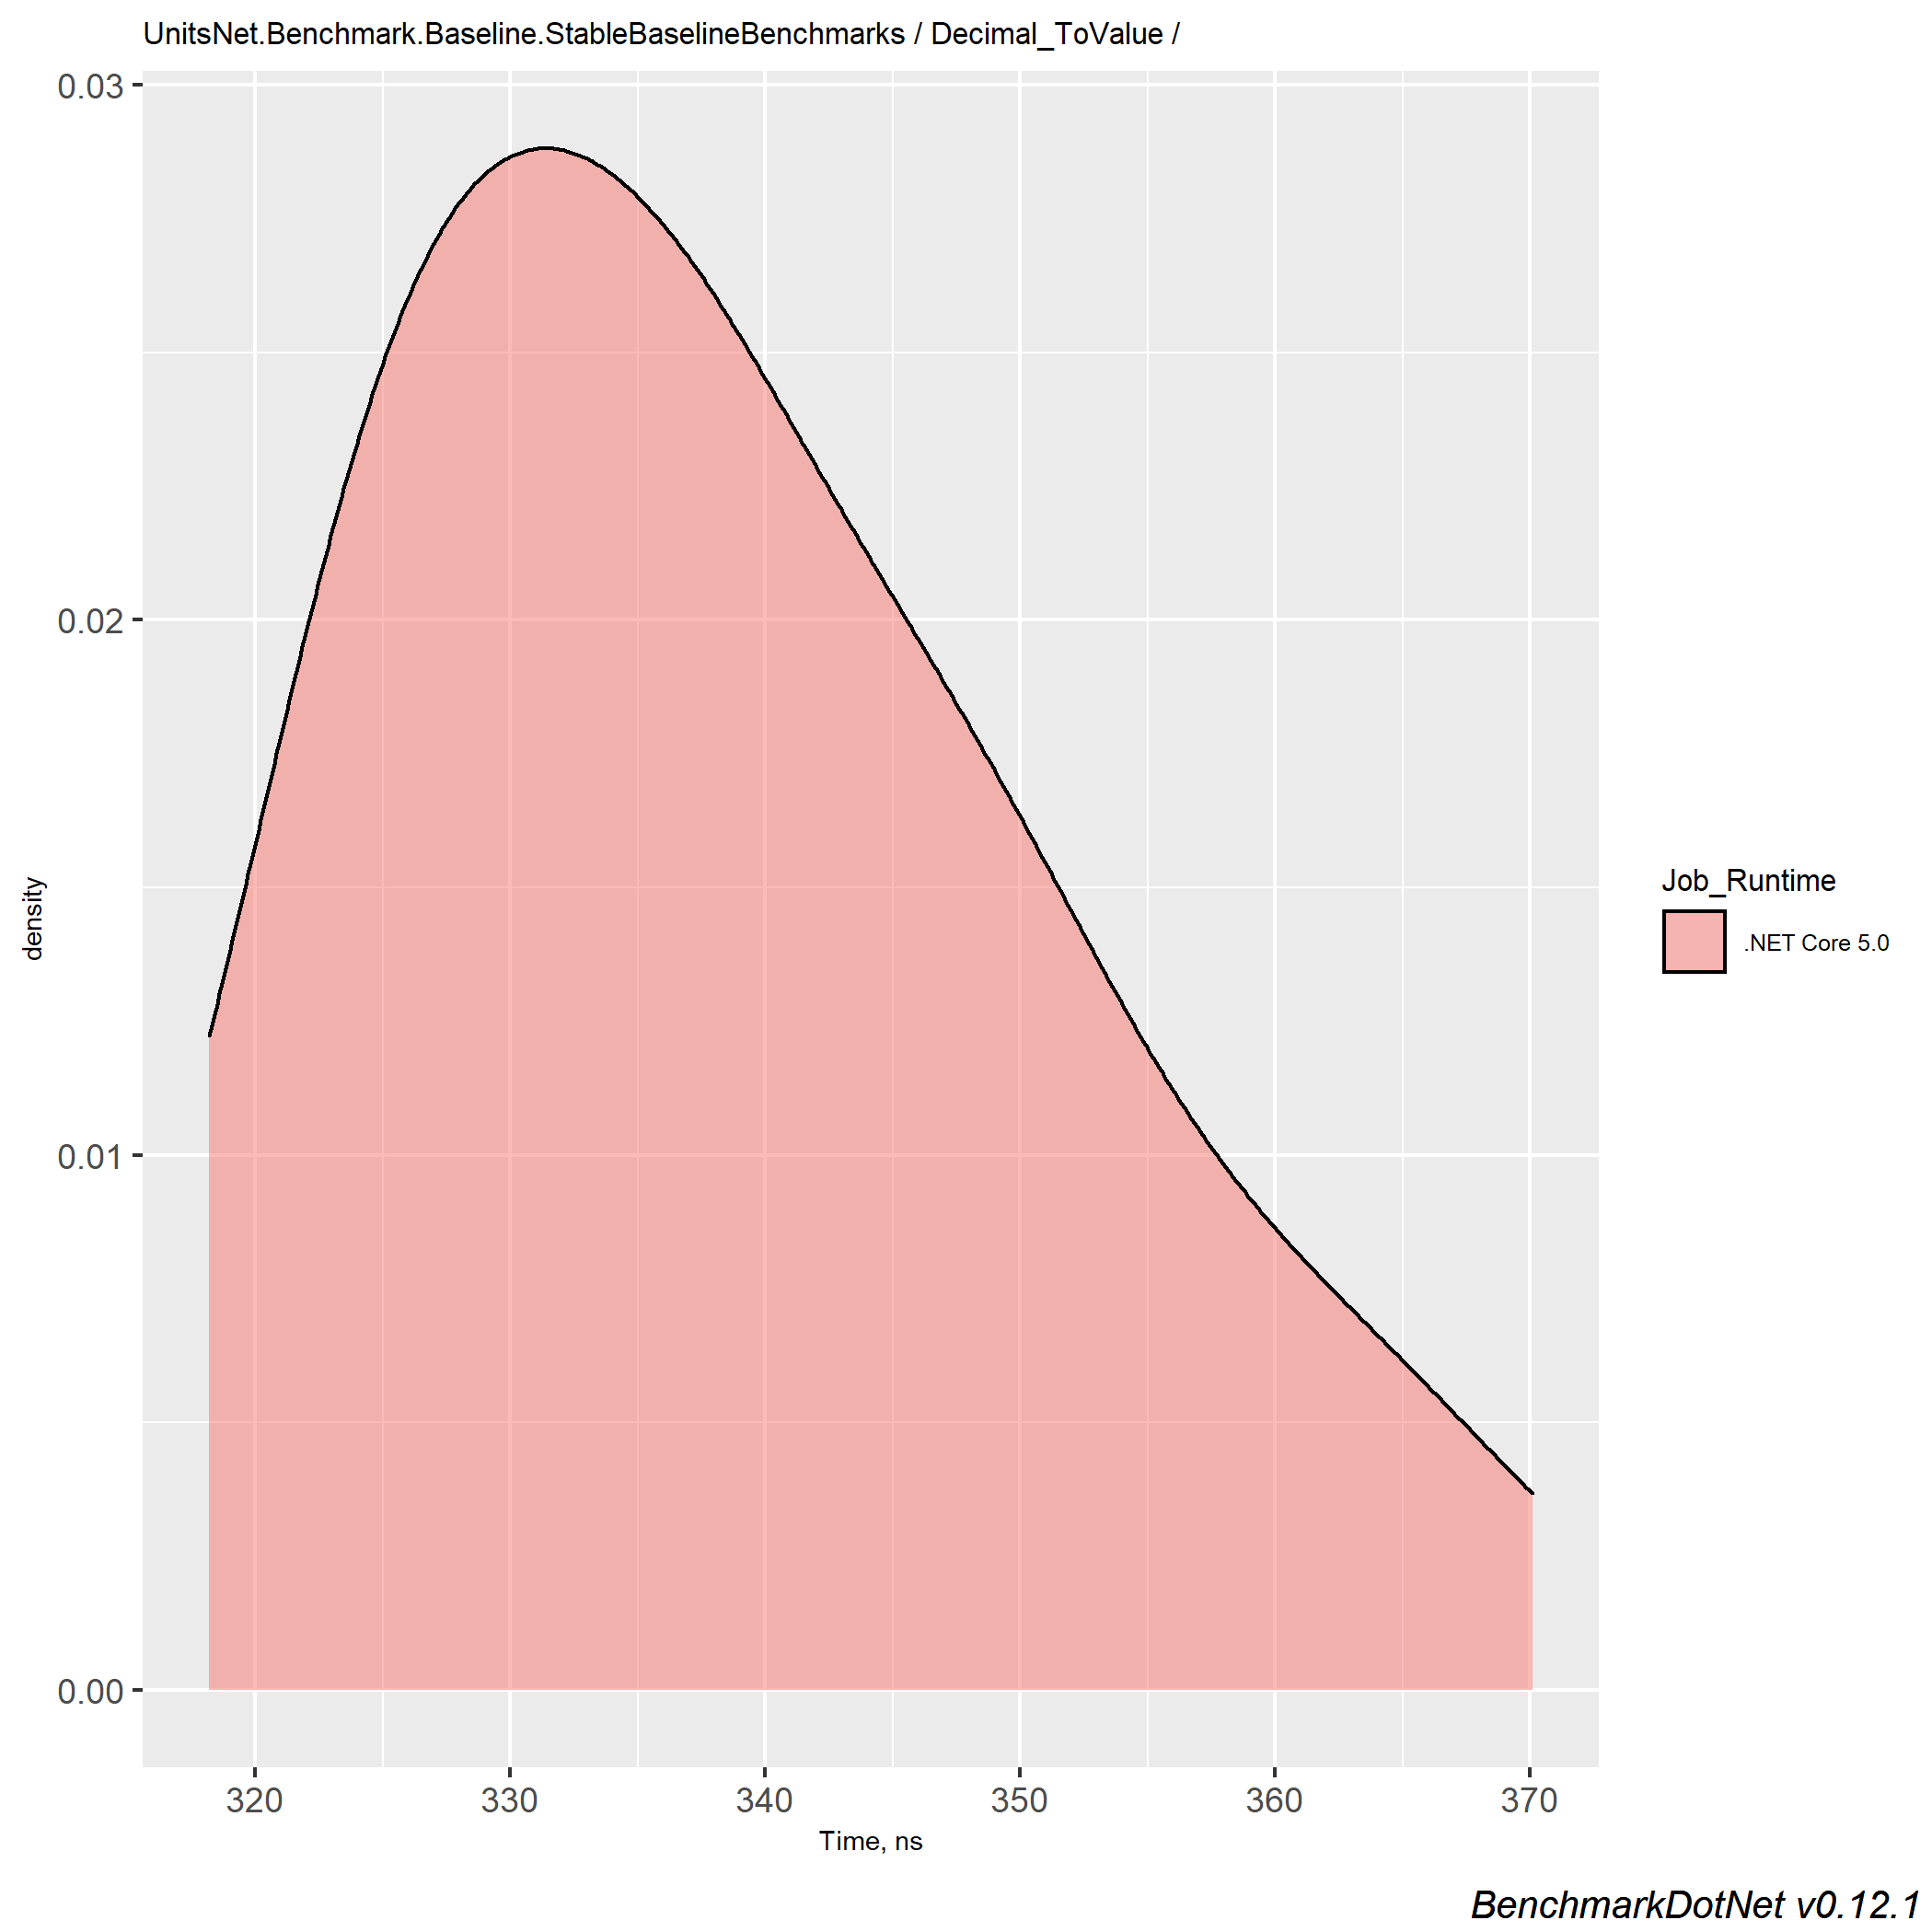 UnitsNet.Benchmark.Baseline.StableBaselineBenchmarks / Decimal_ToValue /
0.03
0.02
0.01
0.00
density
320 330 340 350 360 370
Time, ns
Job_Runtime
.NET Core 5.0
BenchmarkDotNet v0.12.1